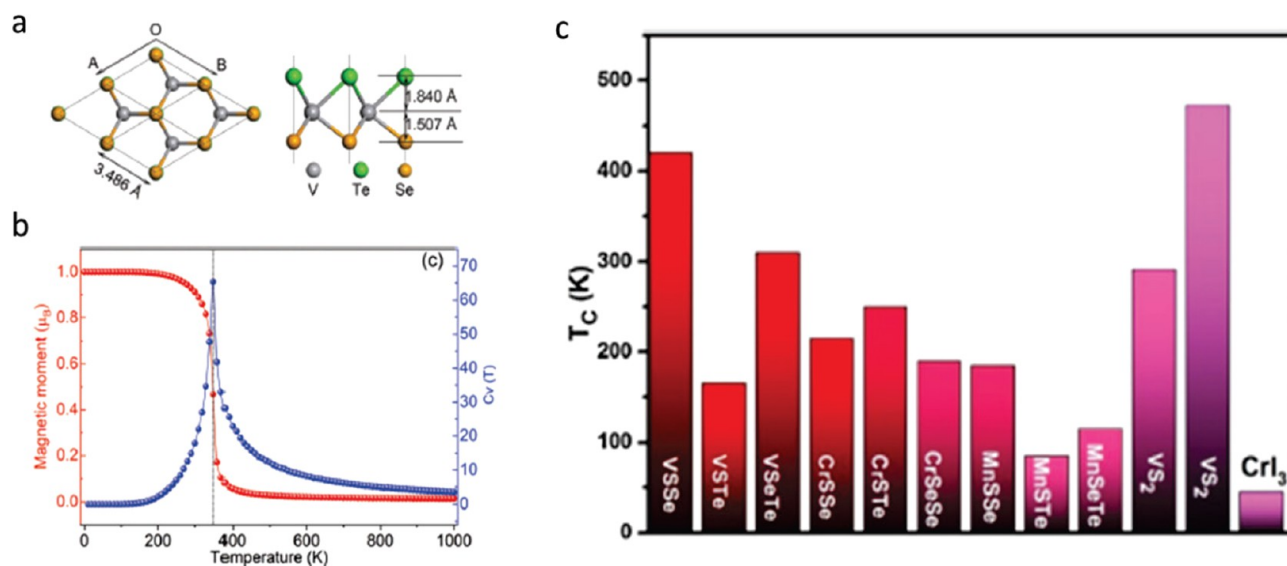 a
O
A
B
3.486 Å
1.840 Å
1.507 Å
V
Te
Se
b
(c)
Magnetic moment (μB)
1.0
0.8
0.6
0.4
0.2
0.0
70
60
50
40
30
20
10
0
Cv (T)
0
200
400
600
800
1000
Temperature (K)
c
TC (K)
500
400
300
200
100
0
VSSe
VSTe
VSeTe
CrSSe
CrSTe
CrSeSe
MnSSe
MnSTe
MnSeTe
VS2
VS2
CrI3